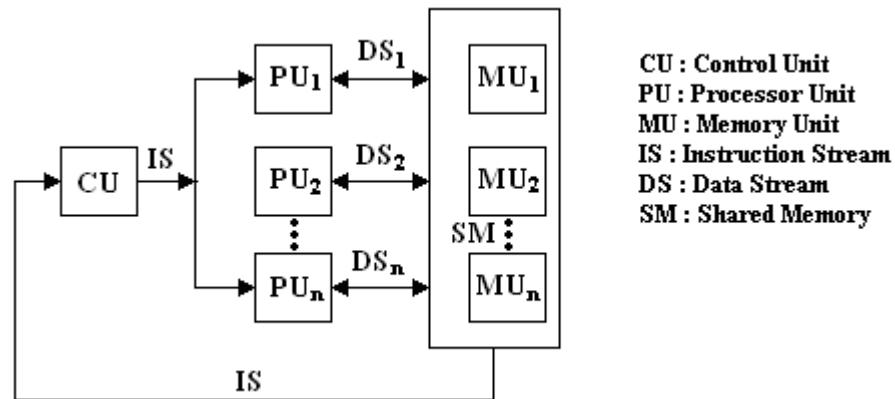 PU₁
DS₁
MU₁
IS
CU
PU₂
DS₂
MU₂
SM
PUₙ
DSₙ
MUₙ
IS
CU : Control Unit
PU : Processor Unit
MU : Memory Unit
IS : Instruction Stream
DS : Data Stream
SM : Shared Memory